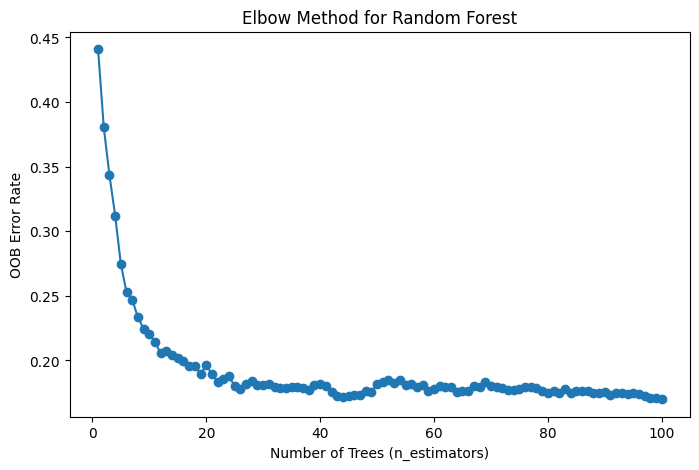 Elbow Method for Random Forest
0.45
0.40
0.35
0.30
0.25
0.20
OOB Error Rate
0 20 40 60 80 100
Number of Trees (n_estimators)